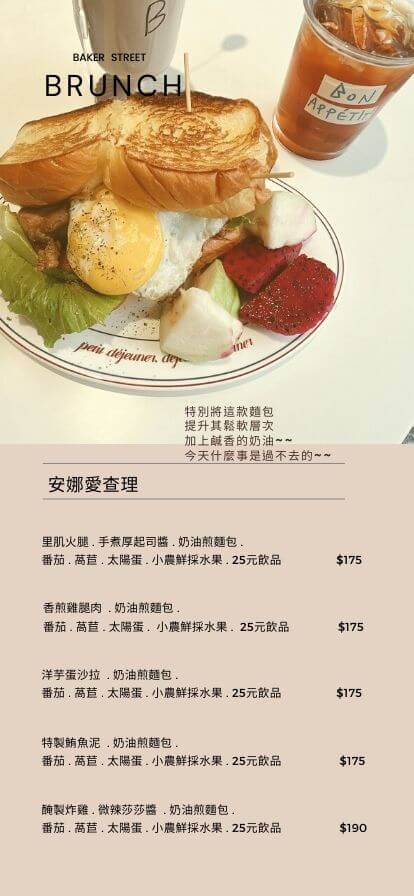 B
BAKER STREET
BRUNCH
BON
APPÉTIT
petit déjeuner, dé
特別將這款麵包
提升其鬆軟層次
加上鹹香的奶油~~
今天什麼事是過不去的~~
安娜愛查理
里肌火腿 . 手煮厚起司醬 . 奶油煎麵包 .
番茄 . 萵苣 . 太陽蛋 . 小農鮮採水果 . 25元飲品 $175
香煎雞腿肉 . 奶油煎麵包 .
番茄 . 萵苣 . 太陽蛋 . 小農鮮採水果 . 25元飲品 $175
洋芋蛋沙拉 . 奶油煎麵包 .
番茄 . 萵苣 . 太陽蛋 . 小農鮮採水果 . 25元飲品 $175
特製鮪魚泥 . 奶油煎麵包 .
番茄 . 萵苣 . 太陽蛋 . 小農鮮採水果 . 25元飲品 $175
醃製炸雞 . 微辣莎莎醬 . 奶油煎麵包 .
番茄 . 萵苣 . 太陽蛋 . 小農鮮採水果 . 25元飲品 $190